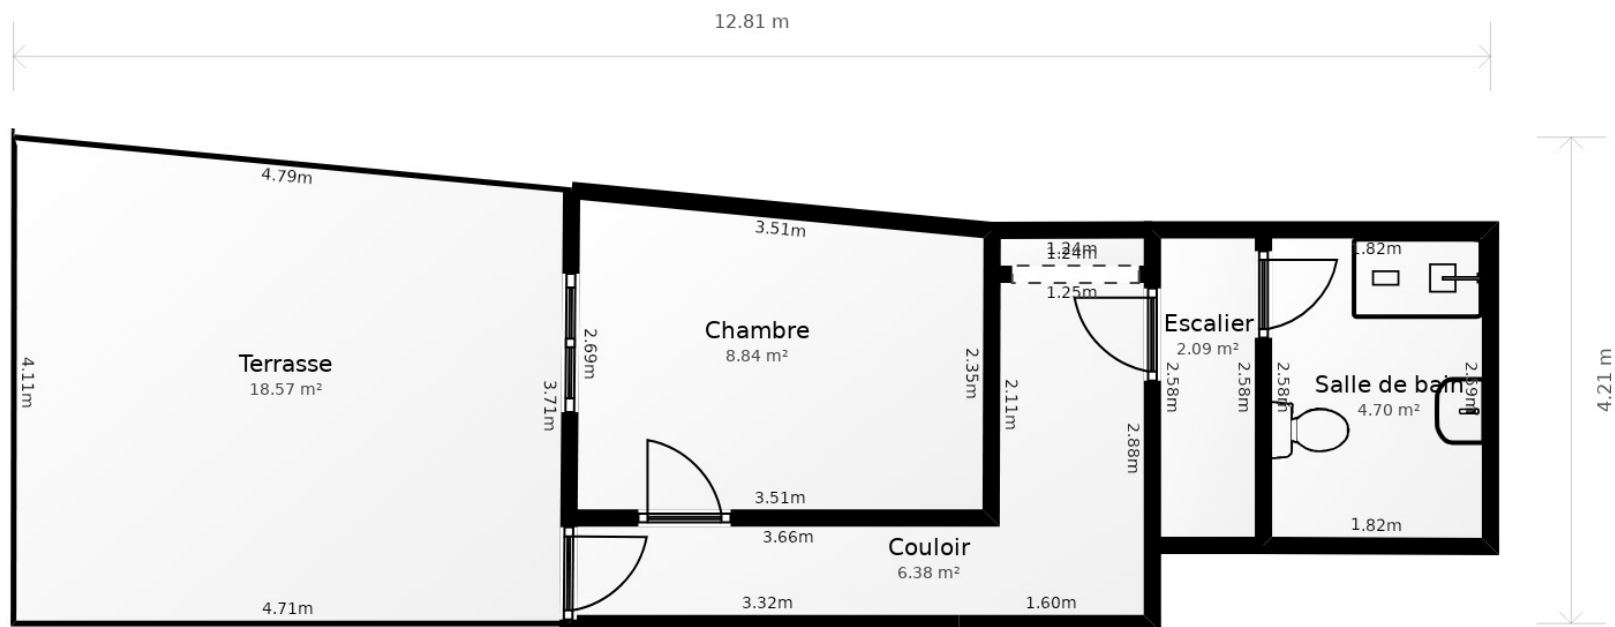 12.81 m
4.79m
3.51m
1.24m
1.24m
1.82m
1.25m
Terrasse
18.57 m²
Chambre
8.84 m²
Escalier
2.09 m²
Salle de bain
4.70 m²
4.11m
3.71m
2.69m
2.35m
2.11m
2.88m
2.58m
2.58m
2.58m
2.59m
4.21 m
3.51m
3.66m
Couloir
6.38 m²
1.82m
4.71m
3.32m
1.60m